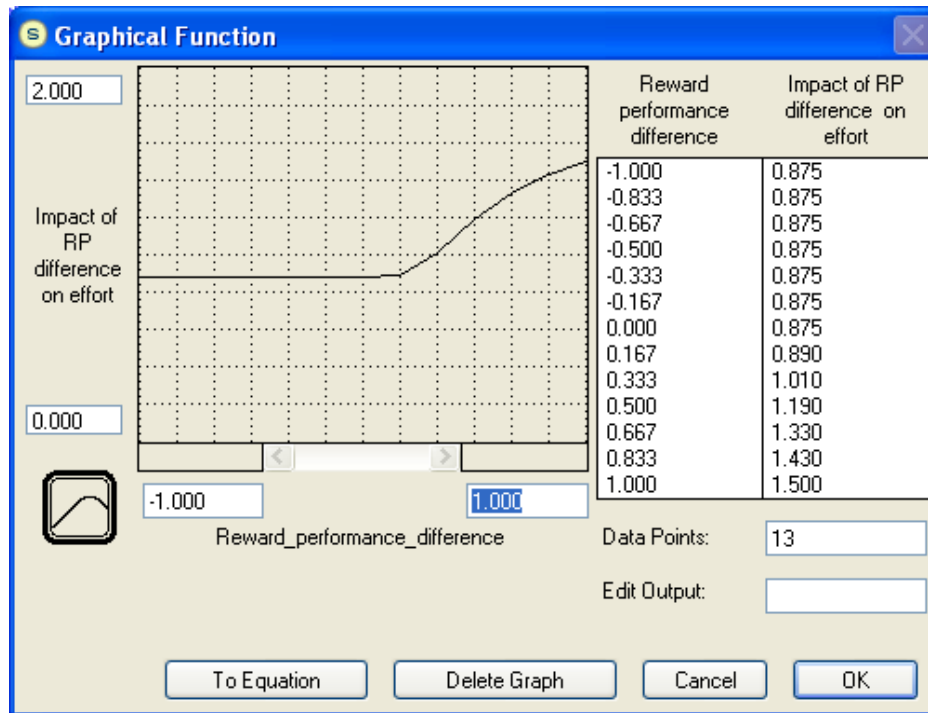 S Graphical Function
2.000
Impact of
RP
difference
on effort
0.000
-1.000
1.000
Reward_performance_difference
Reward
performance
difference
Impact of RP
difference on
effort
-1.000 0.875
-0.833 0.875
-0.667 0.875
-0.500 0.875
-0.333 0.875
-0.167 0.875
0.000 0.875
0.167 0.890
0.333 1.010
0.500 1.190
0.667 1.330
0.833 1.430
1.000 1.500
Data Points: 13
Edit Output:
To Equation
Delete Graph
Cancel
OK